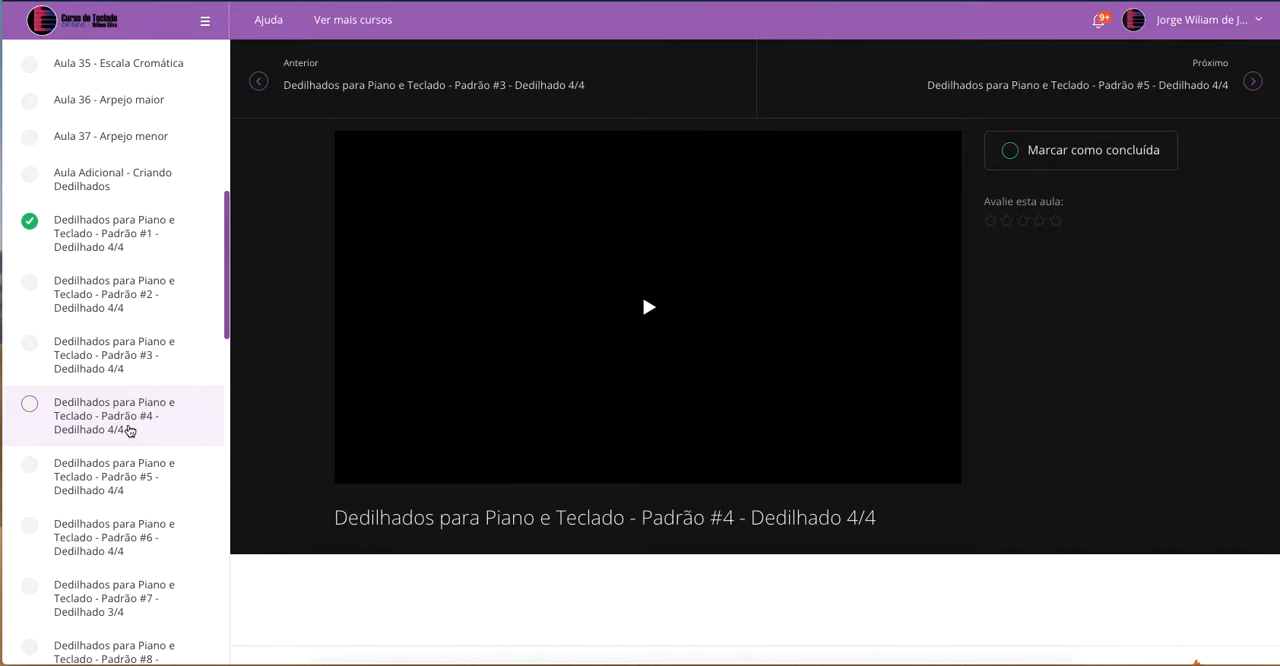 Curso de Teclado
ONLINE - Wiliam Silva
Ajuda
Ver mais cursos
9+
Jorge Wiliam de J...
Aula 35 - Escala Cromática
Aula 36 - Arpejo maior
Aula 37 - Arpejo menor
Aula Adicional - Criando
Dedilhados
Dedilhados para Piano e
Teclado - Padrão #1 -
Dedilhado 4/4
Dedilhados para Piano e
Teclado - Padrão #2 -
Dedilhado 4/4
Dedilhados para Piano e
Teclado - Padrão #3 -
Dedilhado 4/4
Dedilhados para Piano e
Teclado - Padrão #4 -
Dedilhado 4/4
Dedilhados para Piano e
Teclado - Padrão #5 -
Dedilhado 4/4
Dedilhados para Piano e
Teclado - Padrão #6 -
Dedilhado 4/4
Dedilhados para Piano e
Teclado - Padrão #7 -
Dedilhado 3/4
Dedilhados para Piano e
Teclado - Padrão #8 -
Anterior
Dedilhados para Piano e Teclado - Padrão #3 - Dedilhado 4/4
Próximo
Dedilhados para Piano e Teclado - Padrão #5 - Dedilhado 4/4
Marcar como concluída
Avalie esta aula:
Dedilhados para Piano e Teclado - Padrão #4 - Dedilhado 4/4